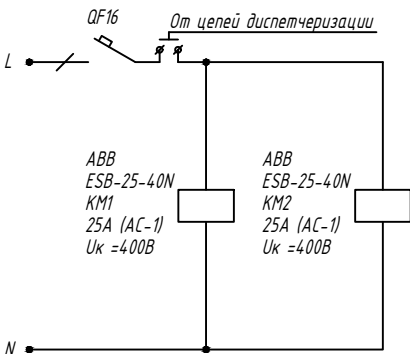 QF16
От цепей диспетчеризации
L
ABB
ESB-25-40N
KM1
25A (AC-1)
Uк =400В
ABB
ESB-25-40N
KM2
25A (AC-1)
Uк =400В
N